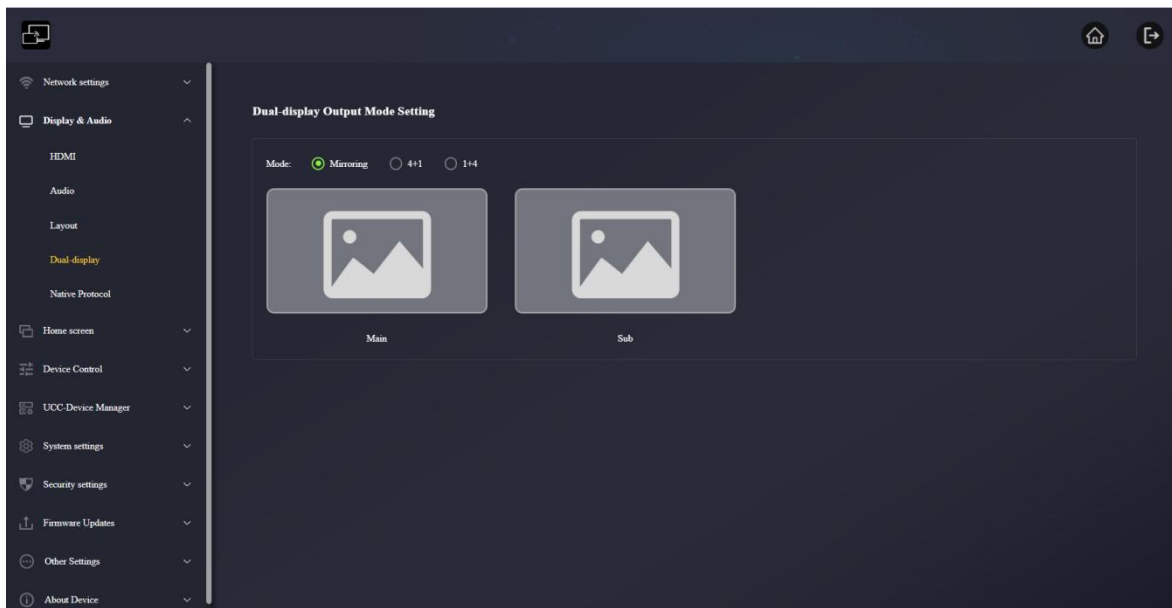 Network settings
Display & Audio
HDMI
Audio
Layout
Dual-display
Native Protocol
Home screen
Device Control
UCC-Device Manager
System settings
Security settings
Firmware Updates
Other Settings
About Device
Dual-display Output Mode Setting
Mode: Mirroring 4+1 1+4
Main Sub